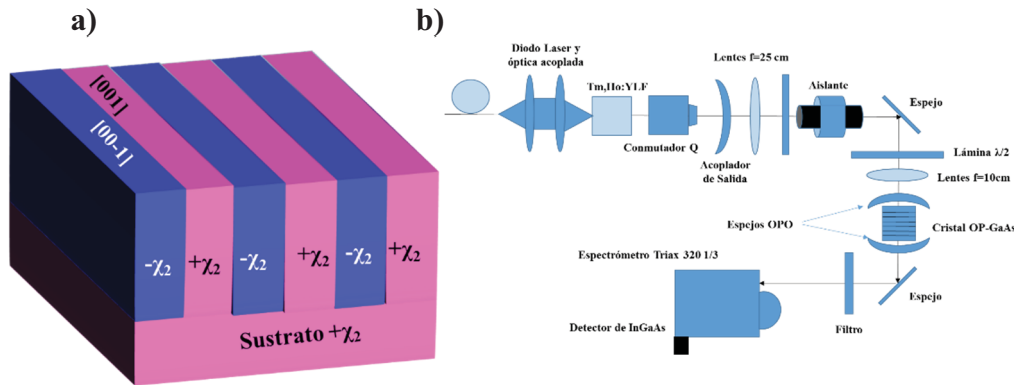 a)
[001]
[00-1]
-χ₂
+χ₂
-χ₂
+χ₂
-χ₂
+χ₂
Sustrato +χ₂
b)
Diodo Laser y
óptica acoplada
Tm,Ho:YLF
Conmutador Q
Lentes f=25 cm
Acoplador
de Salida
Aislante
Espejo
Lámina λ/2
Lentes f=10cm
Espejos OPO
Cristal OP-GaAs
Espectrómetro Triax 320 1/3
Espejo
Filtro
Detector de InGaAs